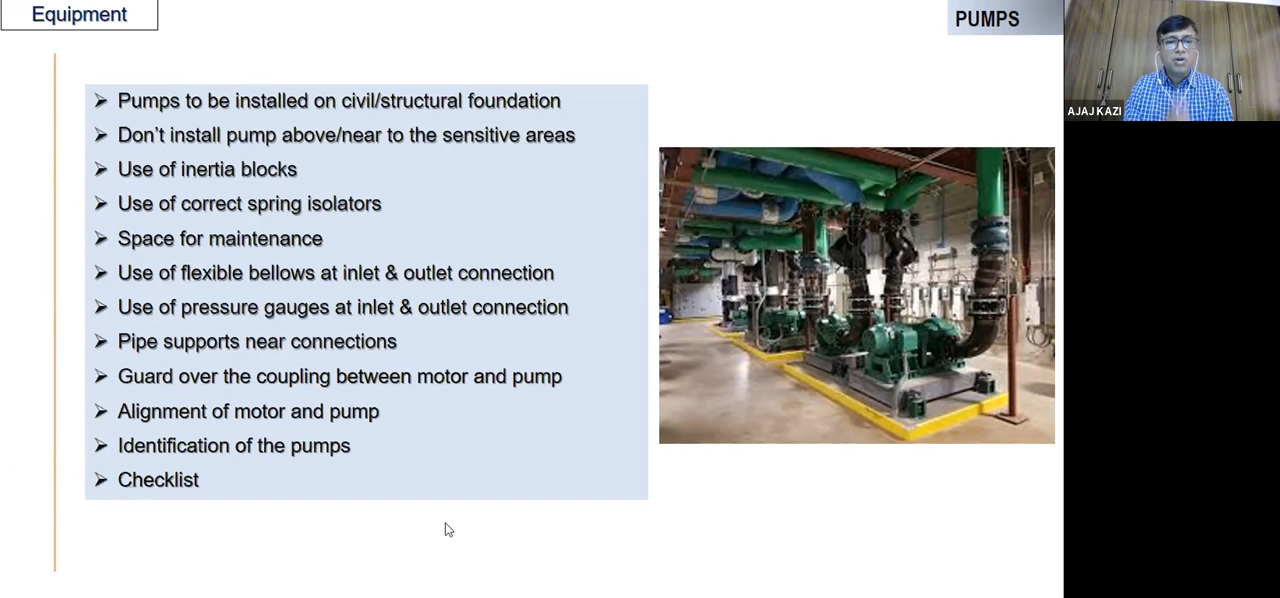 Equipment
PUMPS
AJAJ KAZI
➢ Pumps to be installed on civil/structural foundation
➢ Don’t install pump above/near to the sensitive areas
➢ Use of inertia blocks
➢ Use of correct spring isolators
➢ Space for maintenance
➢ Use of flexible bellows at inlet & outlet connection
➢ Use of pressure gauges at inlet & outlet connection
➢ Pipe supports near connections
➢ Guard over the coupling between motor and pump
➢ Alignment of motor and pump
➢ Identification of the pumps
➢ Checklist